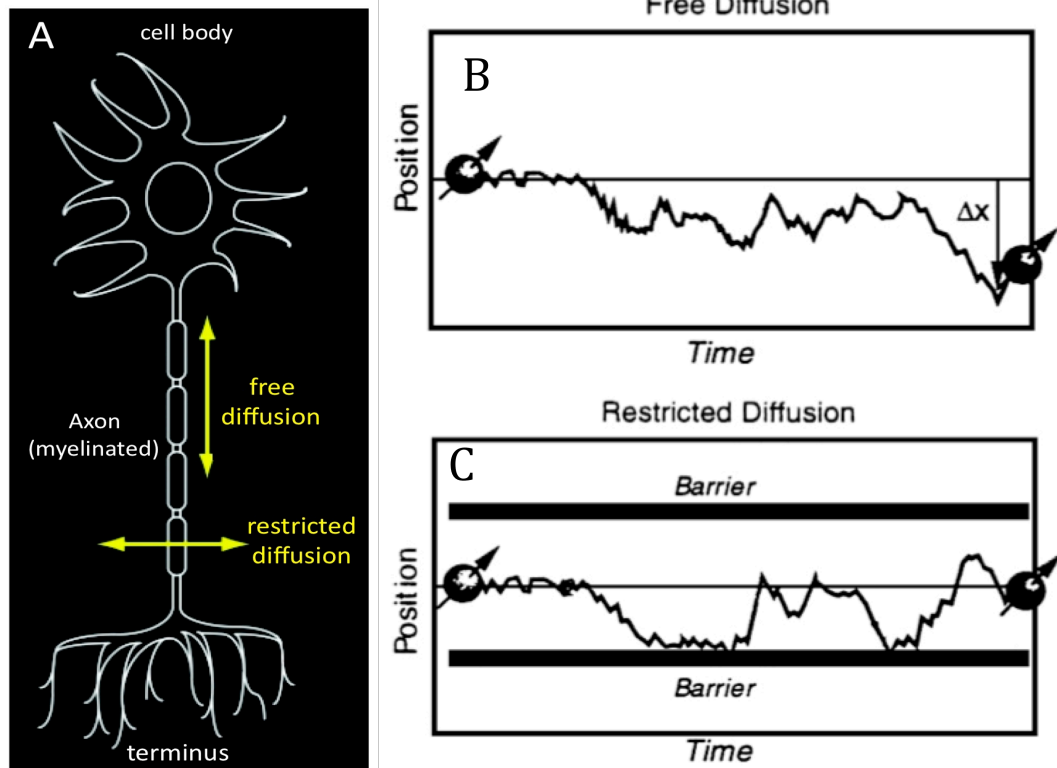 A
cell body
free
diffusion
Axon
(myelinated)
restricted
diffusion
terminus
Free Diffusion
B
Position
Δx
Time
Restricted Diffusion
C
Barrier
Position
Barrier
Time